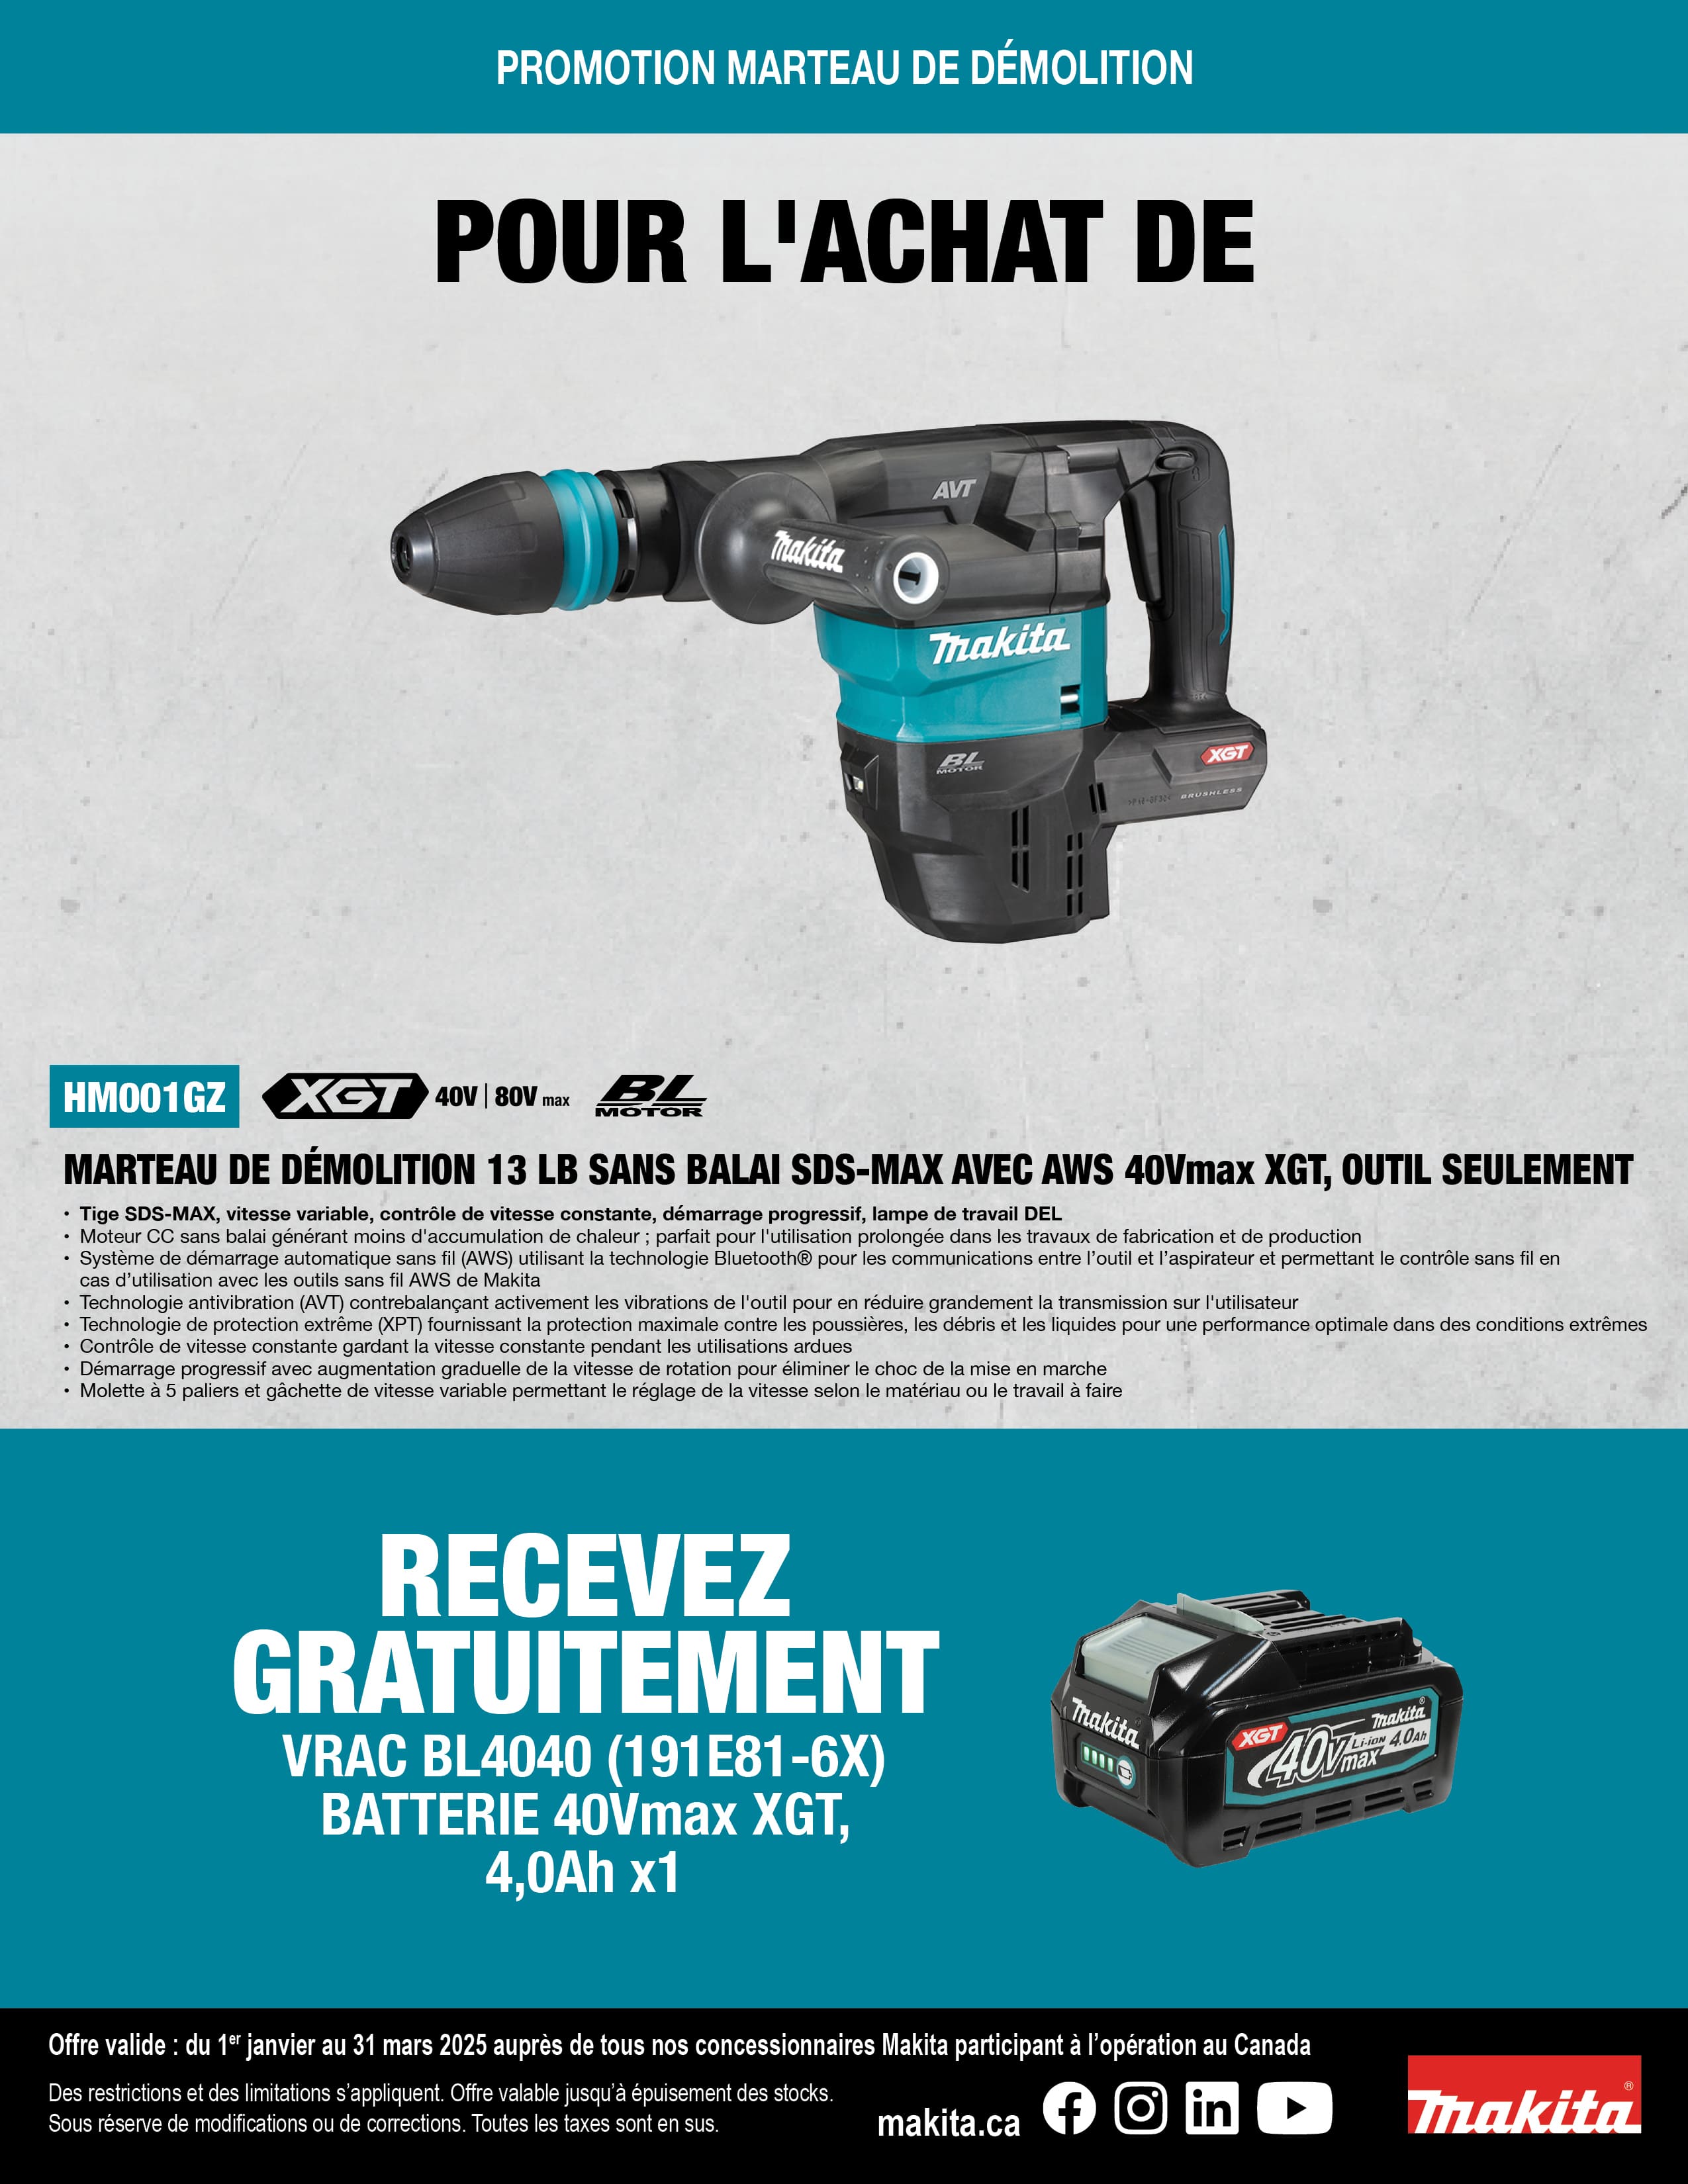 PROMOTION MARTEAU DE DÉMOLITION
POUR L'ACHAT DE
AVT
makita
makita
BL
MOTOR
XGT
BRUSHLESS
HM001GZ
XGT 40V | 80V max
BL
MOTOR
MARTEAU DE DÉMOLITION 13 LB SANS BALAI SDS-MAX AVEC AWS 40Vmax XGT, OUTIL SEULEMENT
• Tige SDS-MAX, vitesse variable, contrôle de vitesse constante, démarrage progressif, lampe de travail DEL
• Moteur CC sans balai générant moins d'accumulation de chaleur ; parfait pour l'utilisation prolongée dans les travaux de fabrication et de production
• Système de démarrage automatique sans fil (AWS) utilisant la technologie Bluetooth® pour les communications entre l’outil et l’aspirateur et permettant le contrôle sans fil en
cas d’utilisation avec les outils sans fil AWS de Makita
• Technologie antivibration (AVT) contrebalançant activement les vibrations de l'outil pour en réduire grandement la transmission sur l'utilisateur
• Technologie de protection extrême (XPT) fournissant la protection maximale contre les poussières, les débris et les liquides pour une performance optimale dans des conditions extrêmes
• Contrôle de vitesse constante gardant la vitesse constante pendant les utilisations ardues
• Démarrage progressif avec augmentation graduelle de la vitesse de rotation pour éliminer le choc de la mise en marche
• Molette à 5 paliers et gâchette de vitesse variable permettant le réglage de la vitesse selon le matériau ou le travail à faire
RECEVEZ
GRATUITEMENT
VRAC BL4040 (191E81-6X)
BATTERIE 40Vmax XGT,
4,0Ah x1
makita
XGT
makita®
40Vmax
Li-ion 4.0Ah
Offre valide : du 1er janvier au 31 mars 2025 auprès de tous nos concessionnaires Makita participant à l’opération au Canada
Des restrictions et des limitations s’appliquent. Offre valable jusqu’à épuisement des stocks.
Sous réserve de modifications ou de corrections. Toutes les taxes sont en sus.
makita.ca
makita®